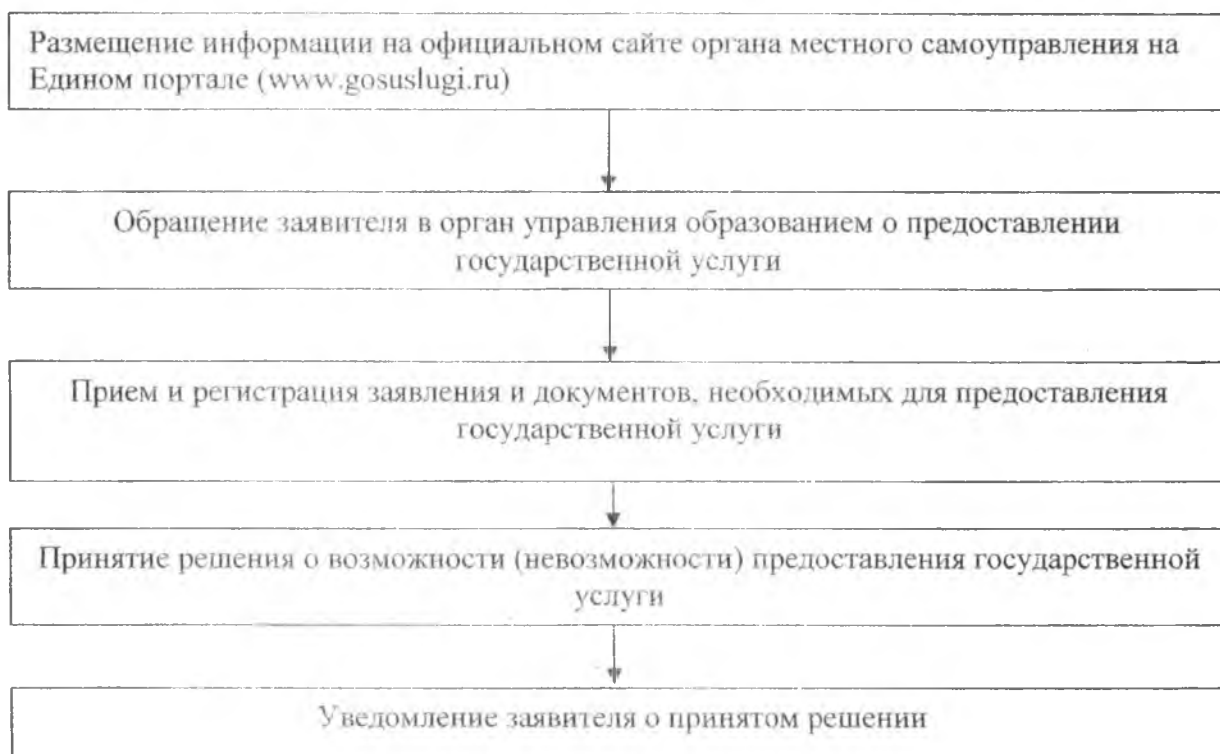 Размещение информации на официальном сайте органа местного самоуправления на
Едином портале (www.gosuslugi.ru)
Обращение заявителя в орган управления образованием о предоставлении
государственной услуги
Прием и регистрация заявления и документов, необходимых для предоставления
государственной услуги
Принятие решения о возможности (невозможности) предоставления государственной
услуги
Уведомление заявителя о принятом решении